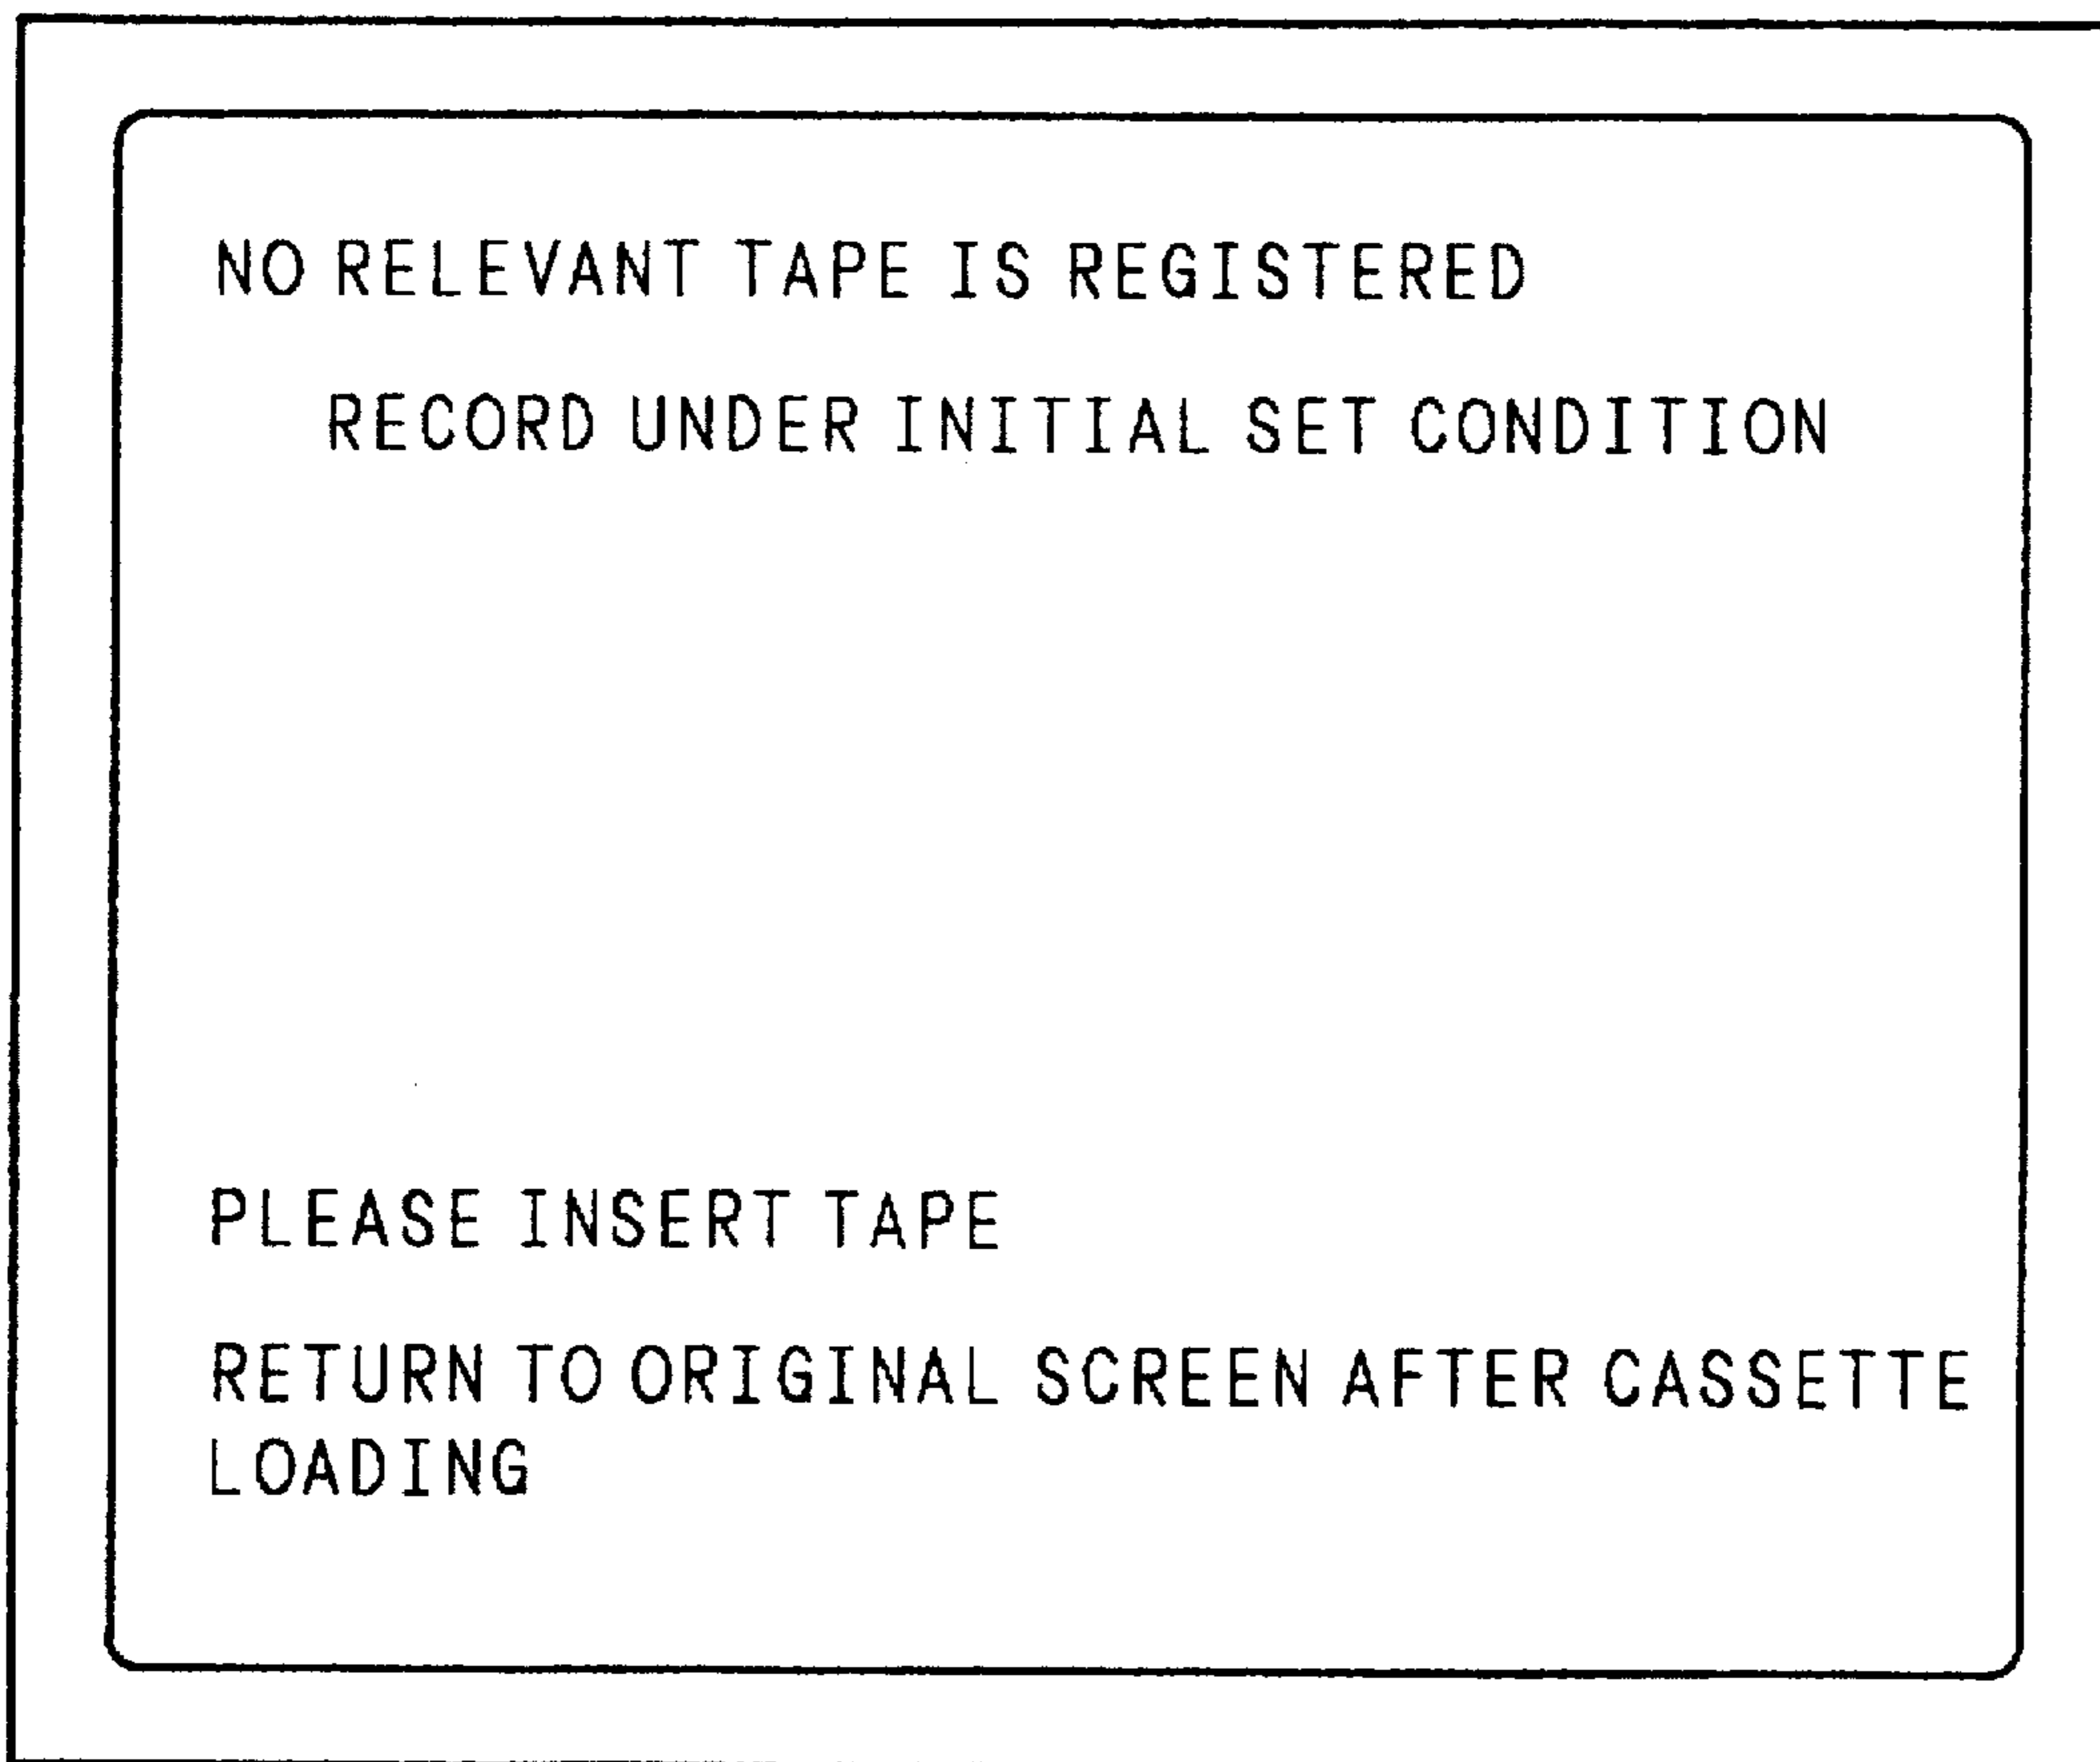 NO RELEVANT TAPE IS REGISTERED
RECORD UNDER INITIAL SET CONDITION
PLEASE INSERT TAPE
RETURN TO ORIGINAL SCREEN AFTER CASSETTE
LOADING